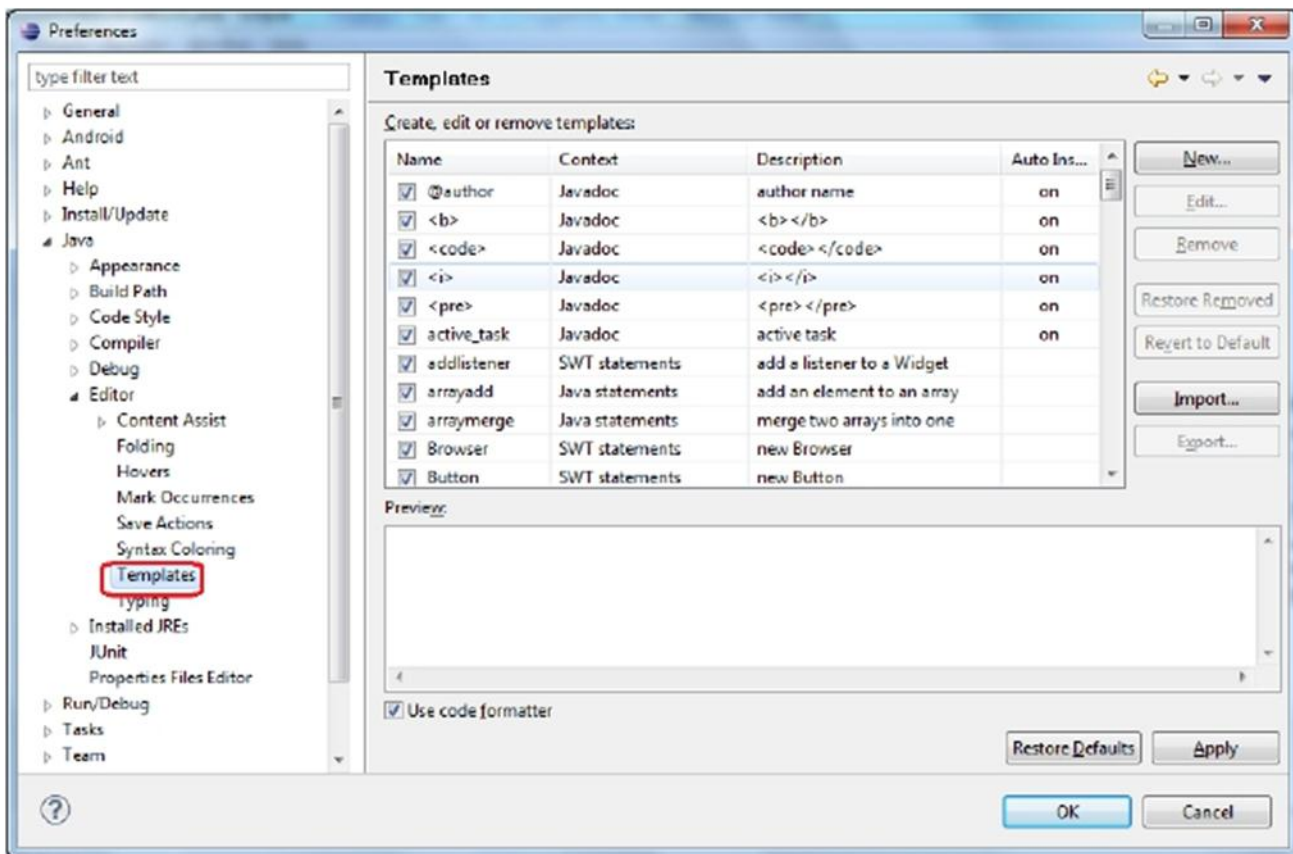 Preferences
type filter text
General
Android
Ant
Help
Install/Update
Java
Appearance
Build Path
Code Style
Compiler
Debug
Editor
Content Assist
Folding
Hovers
Mark Occurrences
Save Actions
Syntax Coloring
Templates
Typing
Installed JREs
JUnit
Properties Files Editor
Run/Debug
Tasks
Team
Templates
Create, edit or remove templates:
Name Context Description Auto Ins...
@author Javadoc author name on
<b> Javadoc <b></b> on
<code> Javadoc <code></code> on
<i> Javadoc <i></i> on
<pre> Javadoc <pre></pre> on
active_task Javadoc active task on
addlistener SWT statements add a listener to a Widget
arrayadd Java statements add an element to an array
arraymerge Java statements merge two arrays into one
Browser SWT statements new Browser
Button SWT statements new Button
New...
Edit...
Remove
Restore Removed
Revert to Default
Import...
Export...
Preview:
Use code formatter
Restore Defaults
Apply
OK
Cancel